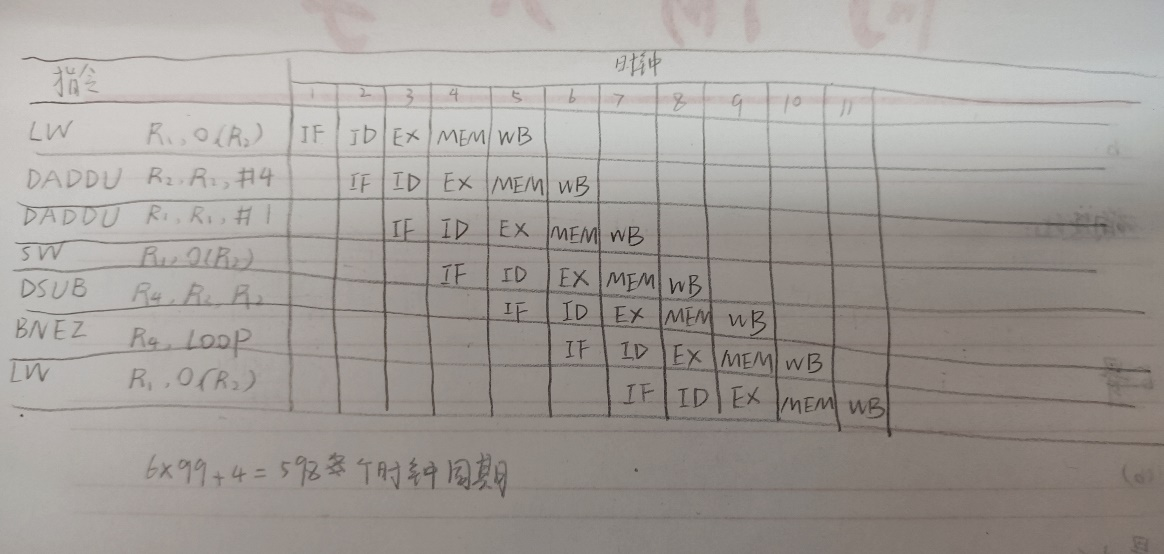 指令 时钟
1 2 3 4 5 6 7 8 9 10 11
LW R1, 0(R2) IF ID EX MEM WB
DADDU R2, R2, #4 IF ID EX MEM WB
DADDU R1, R1, #1 IF ID EX MEM WB
SW R1, 0(R2) IF ID EX MEM WB
DSUB R4, R2, R2 IF ID EX MEM WB
BNEZ R4, LOOP IF ID EX MEM WB
LW R1, 0(R2) IF ID EX MEM WB
6×99+4=598 个时钟周期